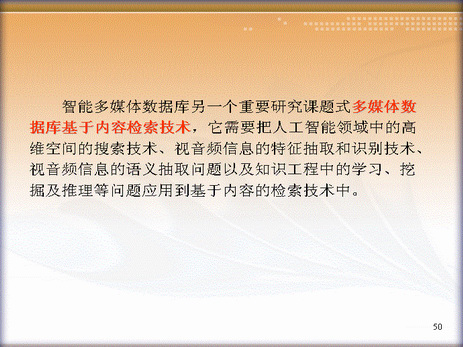 智能多媒体数据库另一个重要研究课题式多媒体数
据库基于内容检索技术，它需要把人工智能领域中的高
维空间的搜索技术、视音频信息的特征抽取和识别技术、
视音频信息的语义抽取问题以及知识工程中的学习、挖
掘及推理等问题应用到基于内容的检索技术中。
50